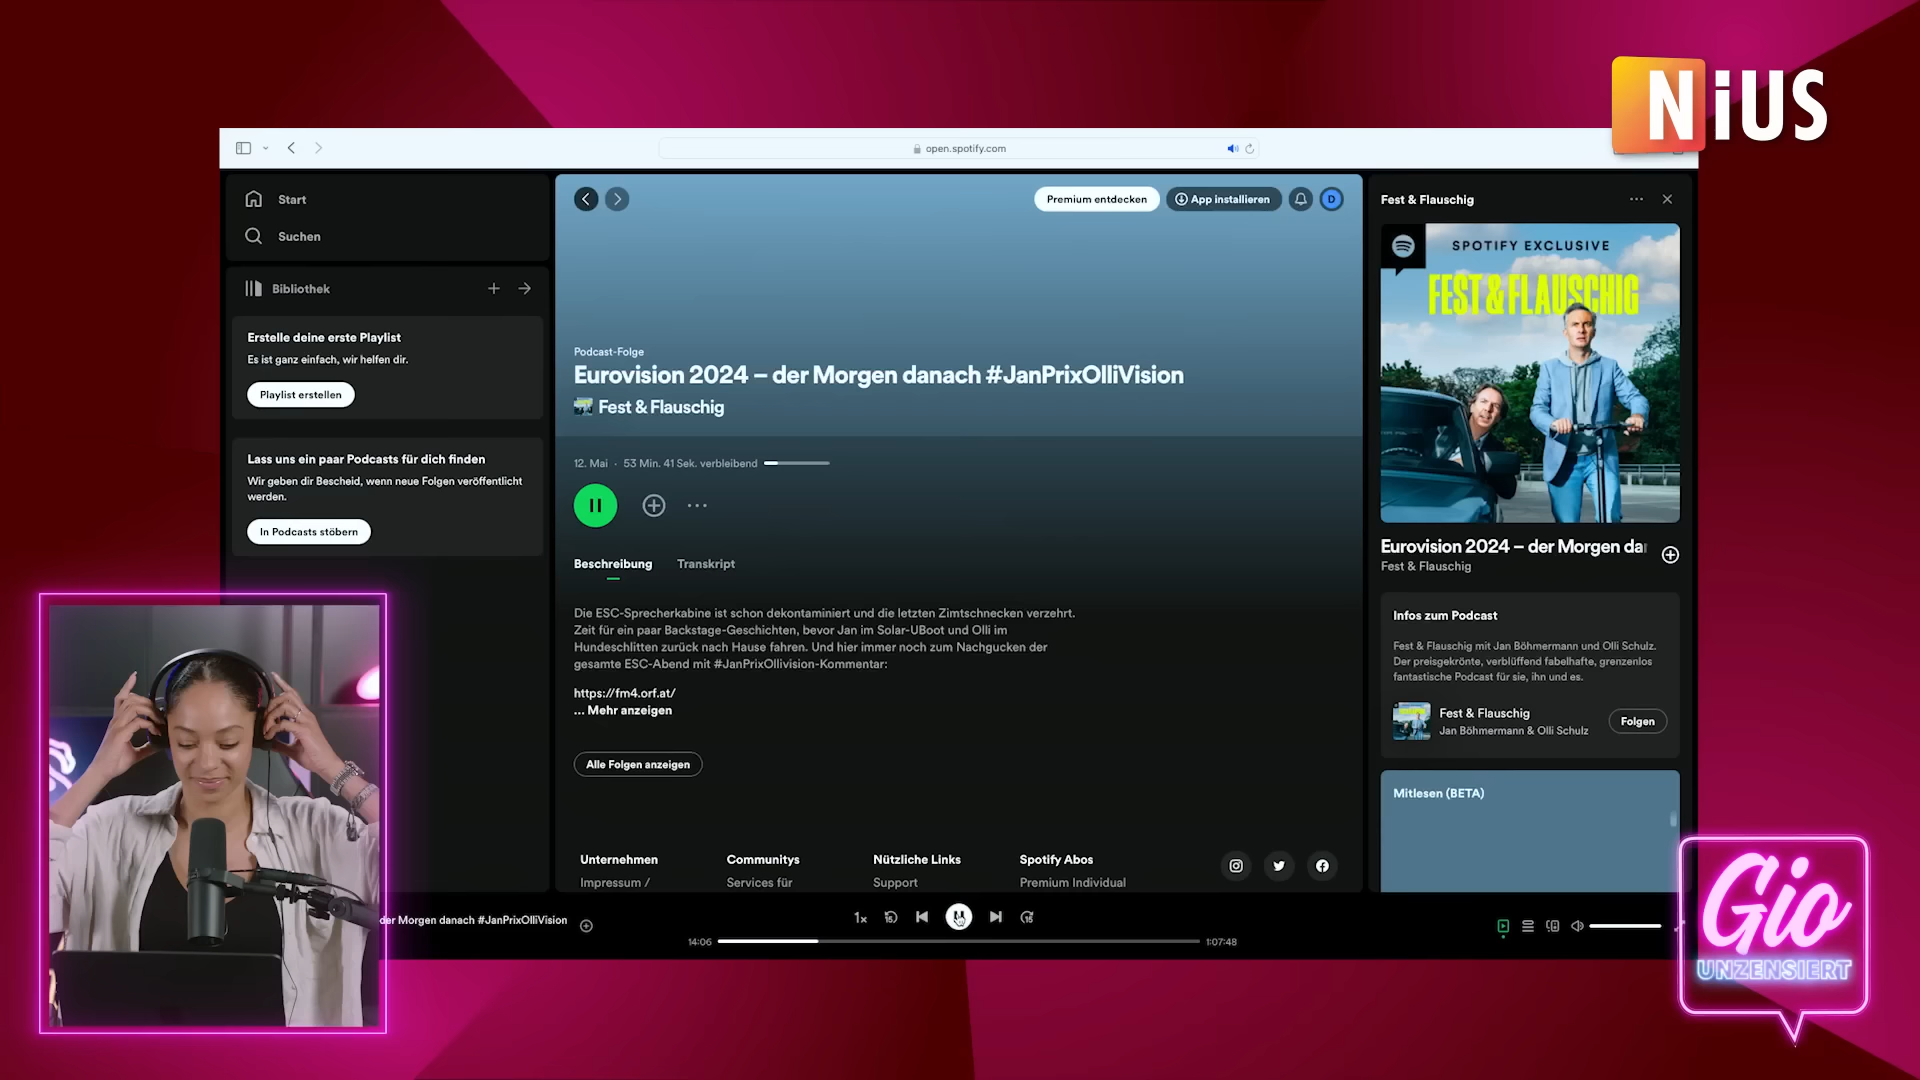 NiUS
open.spotify.com
Start
Suchen
Bibliothek
Erstelle deine erste Playlist
Es ist ganz einfach, wir helfen dir.
Playlist erstellen
Lass uns ein paar Podcasts für dich finden
Wir geben dir Bescheid, wenn neue Folgen veröffentlicht
werden.
In Podcasts stöbern
Premium entdecken
App installieren
D
Podcast-Folge
Eurovision 2024 – der Morgen danach #JanPrixOlliVision
Fest & Flauschig
12. Mai · 53 Min. 41 Sek. verbleibend
Beschreibung
Transkript
Die ESC-Sprecherkabine ist schon dekontaminiert und die letzten Zimtschnecken verzehrt.
Zeit für ein paar Backstage-Geschichten, bevor Jan im Solar-UBoot und Olli im
Hundeschlitten zurück nach Hause fahren. Und hier immer noch zum Nachgucken der
gesamte ESC-Abend mit #JanPrixOllivision-Kommentar:
https://fm4.orf.at/
... Mehr anzeigen
Alle Folgen anzeigen
Unternehmen
Communitys
Nützliche Links
Spotify Abos
Impressum /
Services für
Support
Premium Individual
Fest & Flauschig
SPOTIFY EXCLUSIVE
FEST & FLAUSCHIG
Eurovision 2024 – der Morgen da
Fest & Flauschig
Infos zum Podcast
Fest & Flauschig mit Jan Böhmermann und Olli Schulz.
Der preisgekrönte, verblüffend fabelhafte, grenzenlos
fantastische Podcast für sie, ihn und es.
Fest & Flauschig
Jan Böhmermann & Olli Schulz
Folgen
Mitlesen (BETA)
der Morgen danach #JanPrixOlliVision
1x
15
15
14:06
1:07:48
Gio
UNZENSIERT